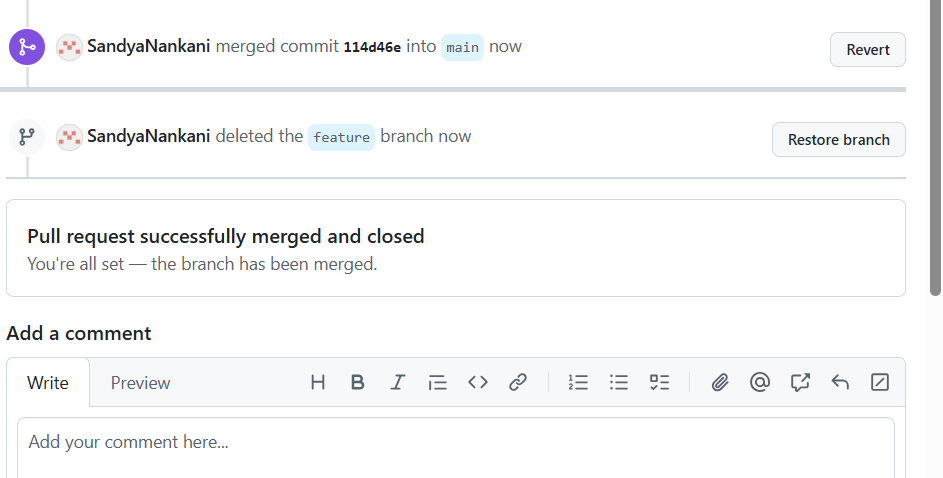 SandyaNankani merged commit 114d46e into main now
Revert
SandyaNankani deleted the feature branch now
Restore branch
Pull request successfully merged and closed
You're all set — the branch has been merged.
Add a comment
Write Preview
Add your comment here...